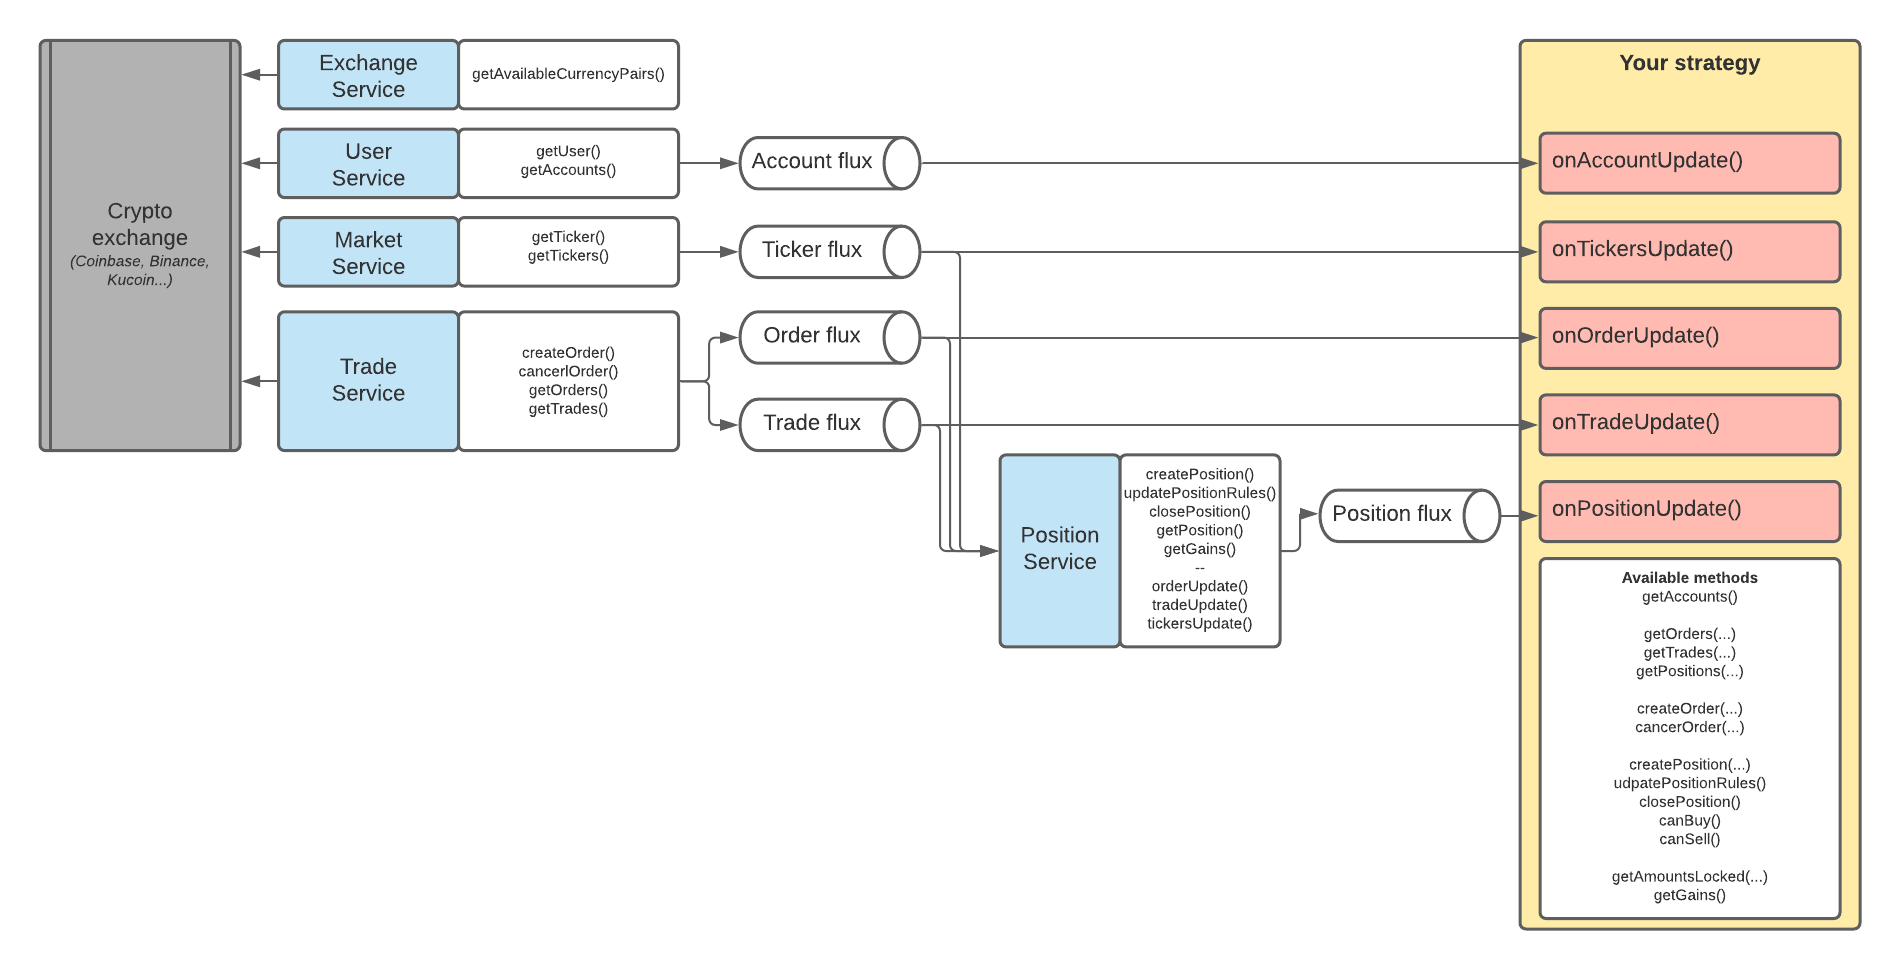 Crypto
exchange
(Coinbase, Binance,
Kucoin...)
Exchange
Service
getAvailableCurrencyPairs()
User
Service
getUser()
getAccounts()
Account flux
Market
Service
getTicker()
getTickers()
Ticker flux
Trade
Service
createOrder()
cancerlOrder()
getOrders()
getTrades()
Order flux
Trade flux
Position
Service
createPosition()
updatePositionRules()
closePosition()
getPosition()
getGains()
--
orderUpdate()
tradeUpdate()
tickersUpdate()
Position flux
Your strategy
onAccountUpdate()
onTickersUpdate()
onOrderUpdate()
onTradeUpdate()
onPositionUpdate()
Available methods
getAccounts()
getOrders(...)
getTrades(...)
getPositions(...)
createOrder(...)
cancerOrder(...)
createPosition(...)
udpatePositionRules()
closePosition()
canBuy()
canSell()
getAmountsLocked(...)
getGains()